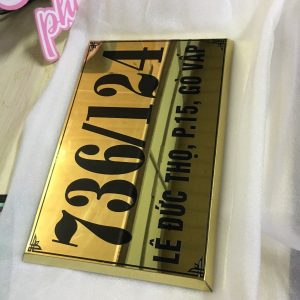 736/124
LÊ ĐỨC THỌ, P.15, GÒ VẤP